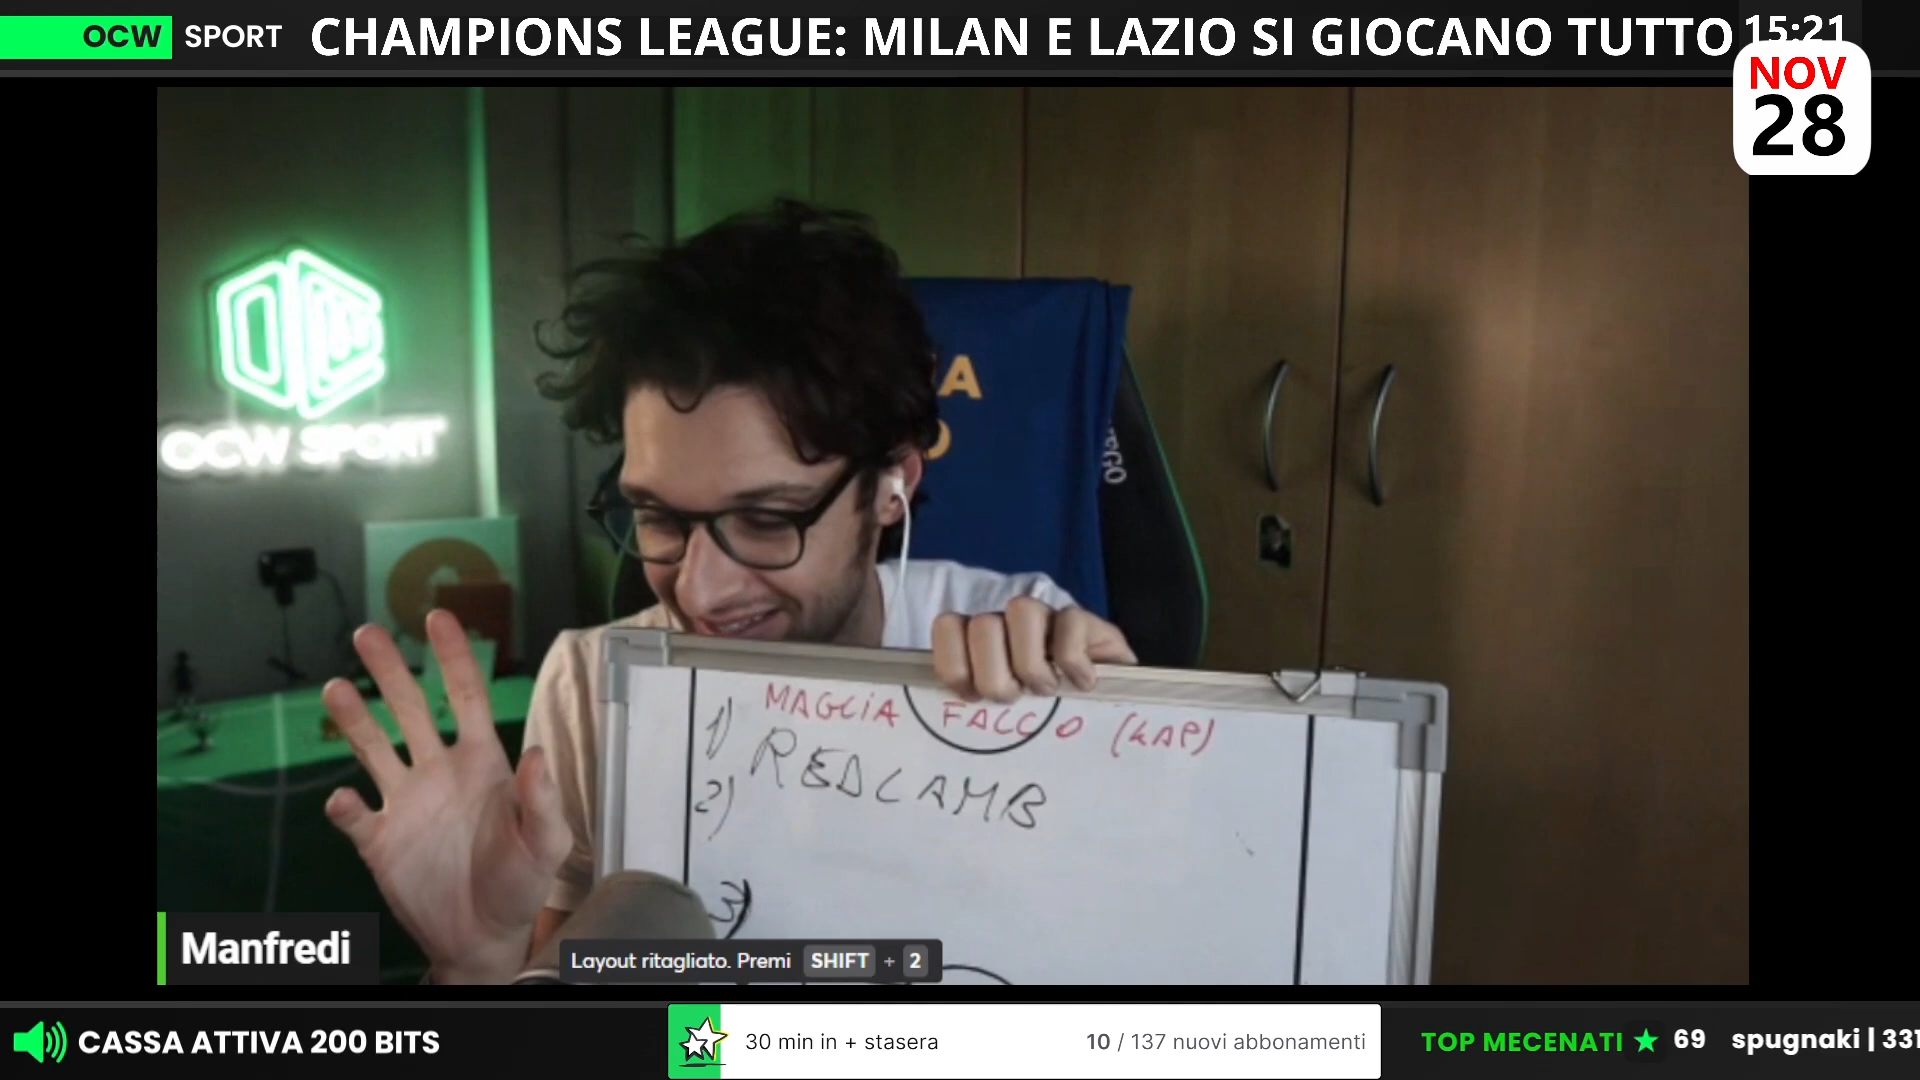 OCW SPORT CHAMPIONS LEAGUE: MILAN E LAZIO SI GIOCANO TUTTO 15:21
NOV
28
OCW SPORT
A
O
MAGLIA FALCO (LAP)
1) REDLAMB
2)
3)
Manfredi
Layout ritagliato. Premi SHIFT + 2
CASSA ATTIVA 200 BITS
30 min in + stasera
10 / 137 nuovi abbonamenti
TOP MECENATI ★ 69 spugnaki | 331